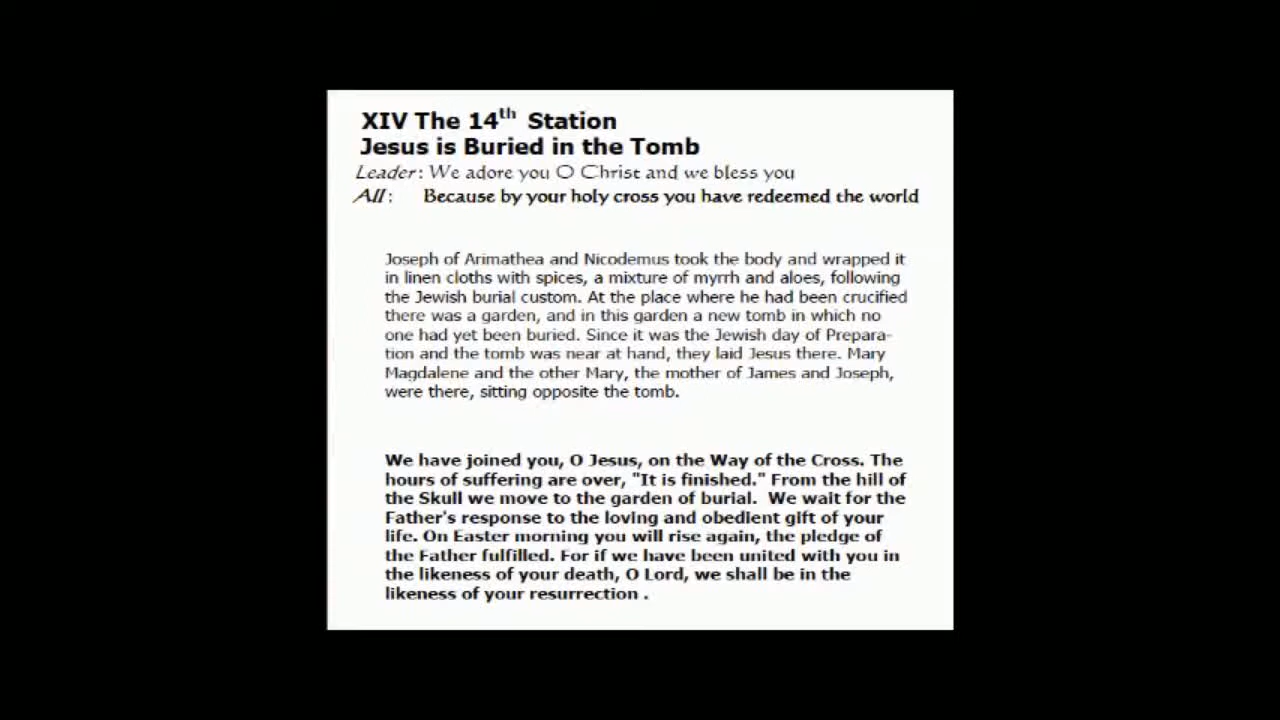 XIV The 14th Station
Jesus is Buried in the Tomb
Leader: We adore you O Christ and we bless you
All: Because by your holy cross you have redeemed the world
Joseph of Arimathea and Nicodemus took the body and wrapped it
in linen cloths with spices, a mixture of myrrh and aloes, following
the Jewish burial custom. At the place where he had been crucified
there was a garden, and in this garden a new tomb in which no
one had yet been buried. Since it was the Jewish day of Prepara-
tion and the tomb was near at hand, they laid Jesus there. Mary
Magdalene and the other Mary, the mother of James and Joseph,
were there, sitting opposite the tomb.
We have joined you, O Jesus, on the Way of the Cross. The
hours of suffering are over, "It is finished." From the hill of
the Skull we move to the garden of burial. We wait for the
Father's response to the loving and obedient gift of your
life. On Easter morning you will rise again, the pledge of
the Father fulfilled. For if we have been united with you in
the likeness of your death, O Lord, we shall be in the
likeness of your resurrection .